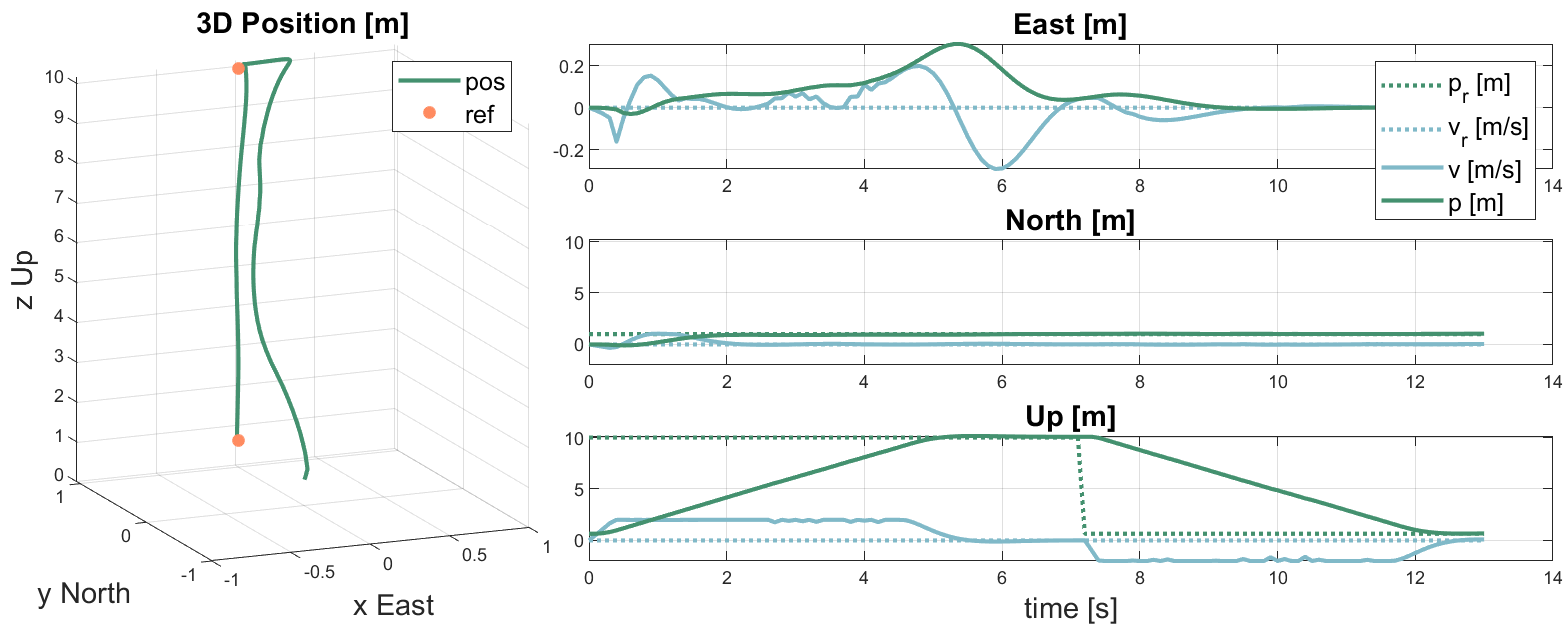 3D Position [m]
pos
ref
10
9
8
7
6
5
4
3
2
1
0
z Up
1
0
-1
y North
-1
-0.5
0
0.5
1
x East
East [m]
0.2
0
-0.2
0 2 4 6 8 10 14
p_r [m]
v_r [m/s]
v [m/s]
p [m]
North [m]
10
5
0
0 2 4 6 8 10 12 14
Up [m]
10
5
0
0 2 4 6 8 10 12 14
time [s]